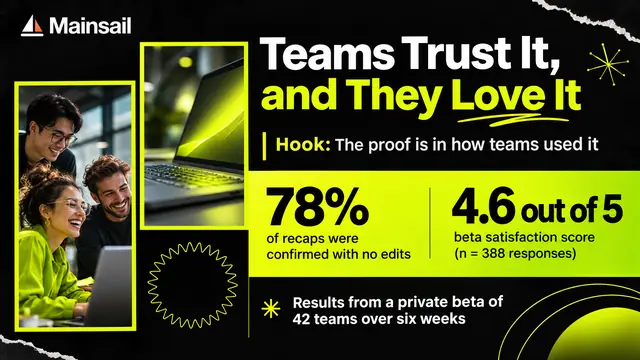 Mainsail
Teams Trust It,
and They Love It
Hook: The proof is in how teams used it
78%
of recaps were
confirmed with no edits
4.6 out of 5
beta satisfaction score
(n = 388 responses)
Results from a private beta of
42 teams over six weeks